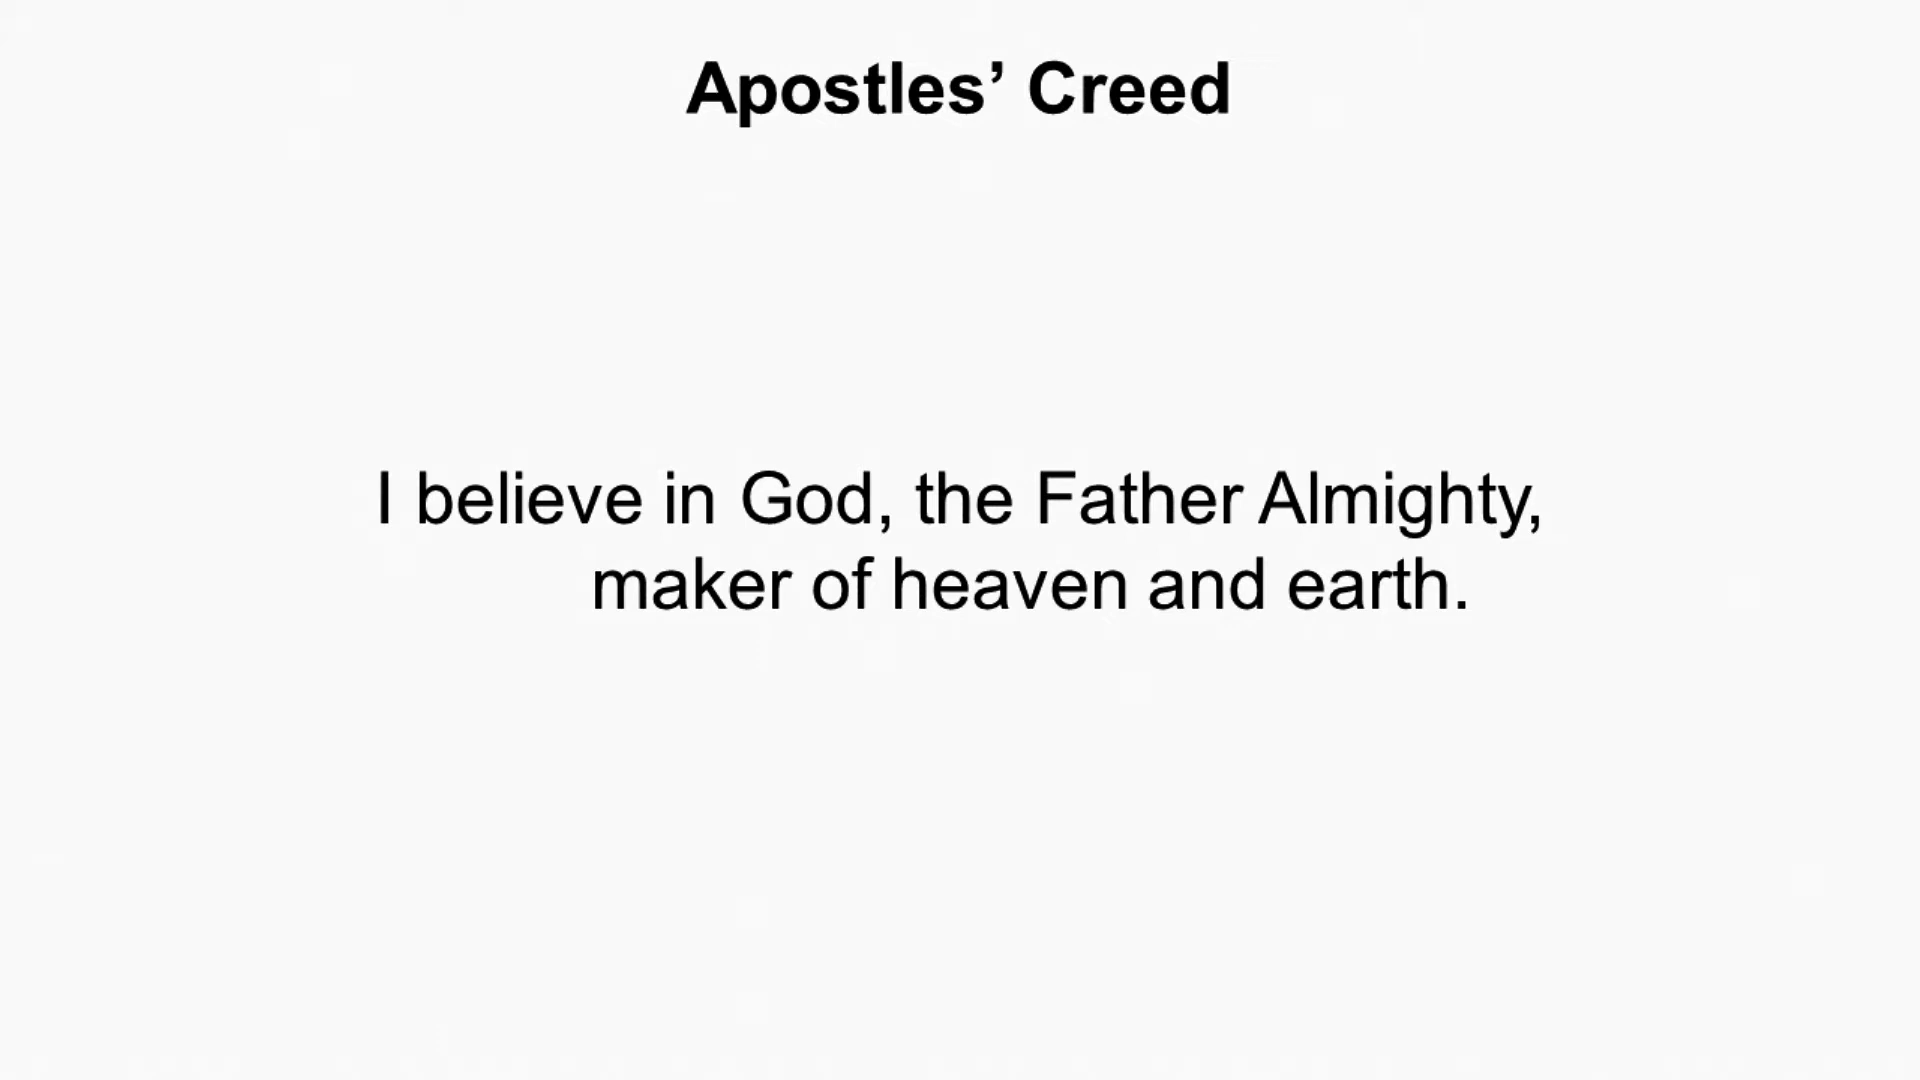 Apostles’ Creed
I believe in God, the Father Almighty,
maker of heaven and earth.